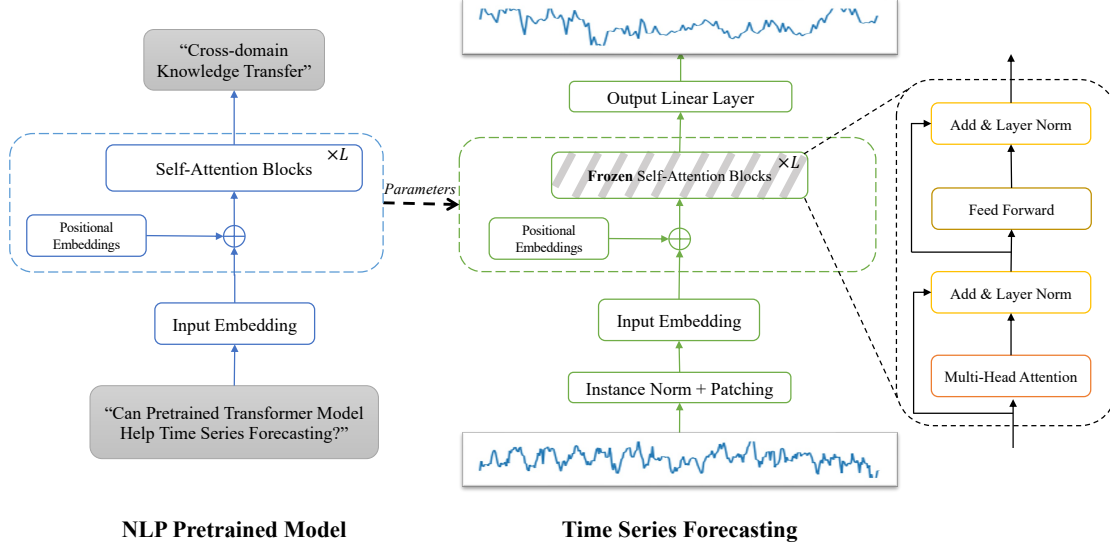 “Cross-domain
Knowledge Transfer”
×L
Self-Attention Blocks
Positional
Embeddings
Input Embedding
“Can Pretrained Transformer Model
Help Time Series Forecasting?”
NLP Pretrained Model
Parameters
Output Linear Layer
×L
Frozen Self-Attention Blocks
Positional
Embeddings
Input Embedding
Instance Norm + Patching
Time Series Forecasting
Add & Layer Norm
Feed Forward
Add & Layer Norm
Multi-Head Attention